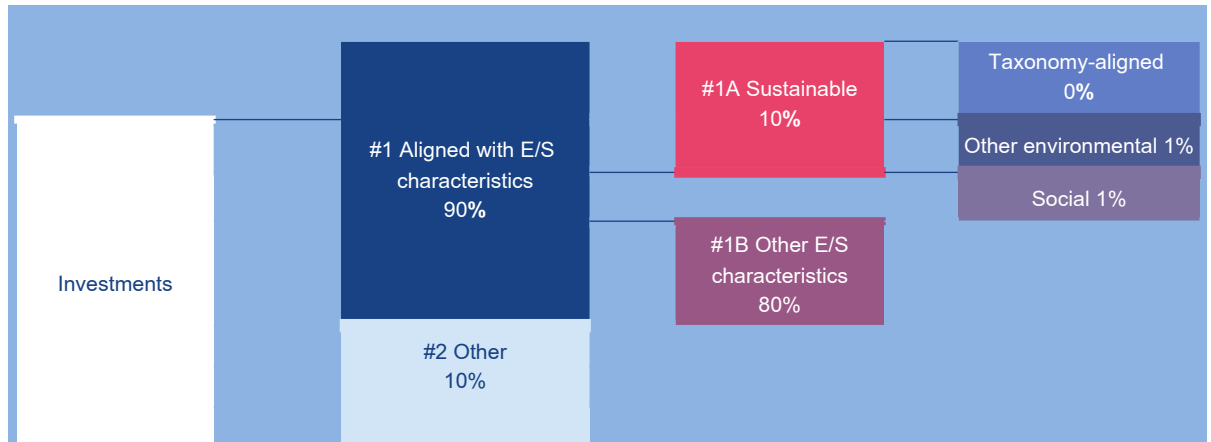 Investments
#1 Aligned with E/S
characteristics
90%
#2 Other
10%
#1A Sustainable
10%
#1B Other E/S
characteristics
80%
Taxonomy-aligned
0%
Other environmental 1%
Social 1%